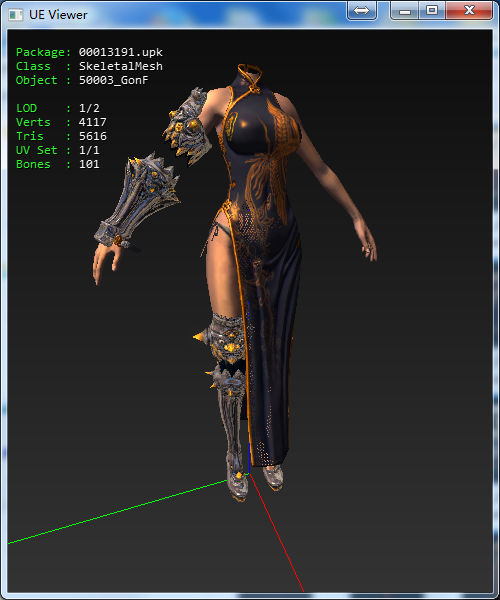 UE Viewer
Package: 00013191.upk
Class  : SkeletalMesh
Object : 50003_GonF
LOD    : 1/2
Verts  : 4117
Tris   : 5616
UV Set : 1/1
Bones  : 101